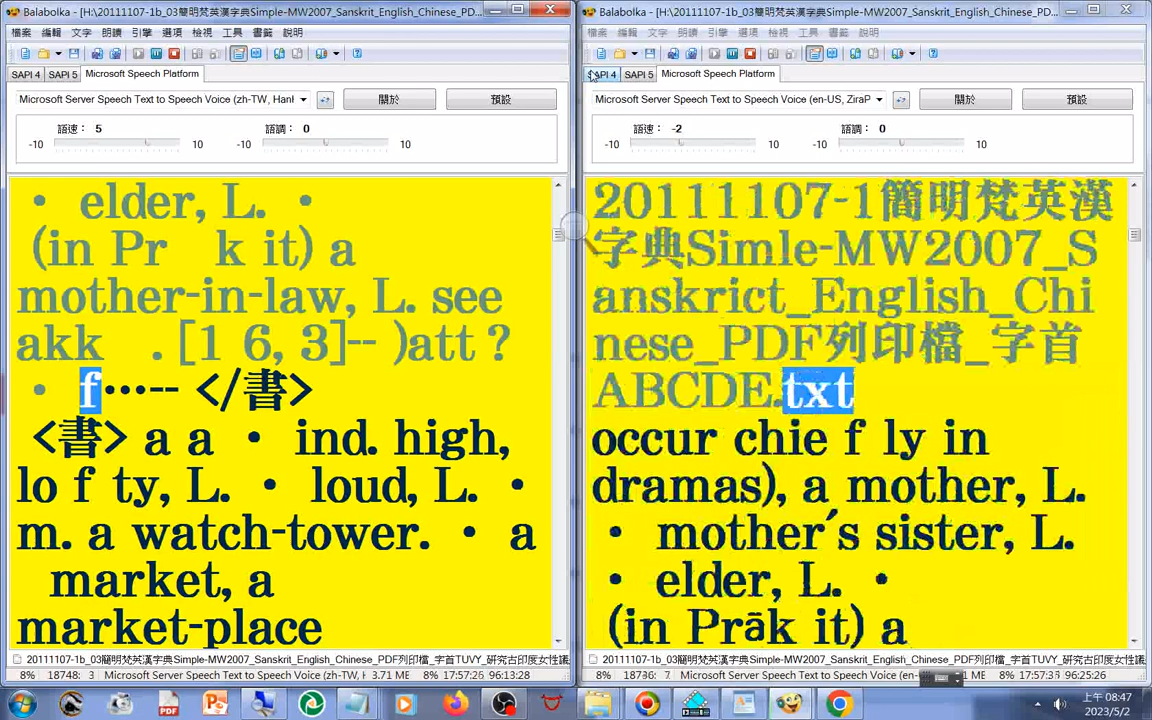 Balabolka - [H:\20111107-1b_03簡明梵英漢字典Simple-MW2007_Sanskrit_English_Chinese_PD...
檔案 編輯 文字 朗讀 引擎 選項 檢視 工具 書籤 說明
SAPI 4 SAPI 5 Microsoft Speech Platform
Microsoft Server Speech Text to Speech Voice (zh-TW, HanH
關於 預設
語速： 5 語調： 0
-10 10 -10 10
• elder, L. •
(in Pr k it) a
mother-in-law, L. see
akk . [1 6, 3]-- )att ?
• f…-- </書>
<書> a a • ind. high,
lo f ty, L. • loud, L. •
m. a watch-tower. • a
market, a
market-place
20111107-1b_03簡明梵英漢字典Simple-MW2007_Sanskrit_English_Chinese_PDF列印檔_字首TUVY_研究古印度女性議
8% 18748: 3 Microsoft Server Speech Text to Speech Voice (zh-TW, H 3.71 ME 8% 17:57:26 96:13:28
Balabolka - [H:\20111107-1b_03簡明梵英漢字典Simple-MW2007_Sanskrit_English_Chinese_PD...
檔案 編輯 文字 朗讀 引擎 選項 檢視 工具 書籤 說明
SAPI 4 SAPI 5 Microsoft Speech Platform
Microsoft Server Speech Text to Speech Voice (en-US, ZiraP
關於 預設
語速： -2 語調： 0
-10 10 -10 10
20111107-1簡明梵英漢
字典Simle-MW2007_S
anskrict_English_Chi
nese_PDF列印檔_字首
ABCDE.txt
occur chie f ly in
dramas), a mother, L.
• mother´s sister, L.
• elder, L. •
(in Prāk it) a
20111107-1b_03簡明梵英漢字典Simple-MW2007_Sanskrit_English_Chinese_PDF列印檔_字首TUVY_研究古印度女性議
8% 18736: 7 Microsoft Server Speech Text to Speech Voice (en-U 1 ME 8% 17:57:3 96:25:26
上午 08:47
2023/5/2